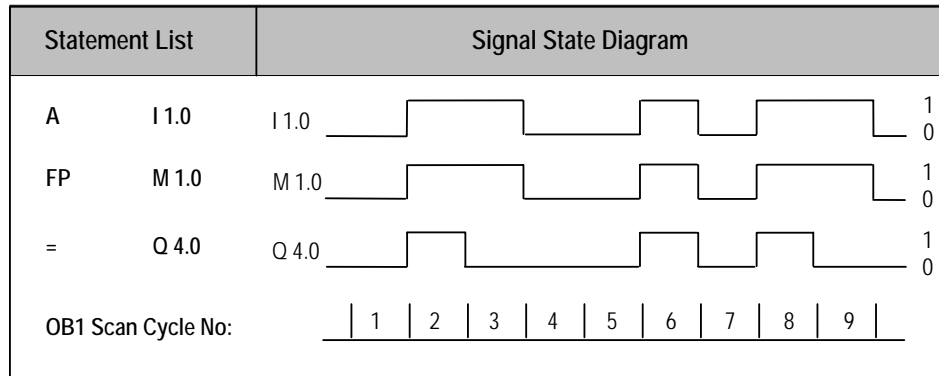 Statement List Signal State Diagram
A I 1.0 I 1.0 1
0
FP M 1.0 M 1.0 1
0
= Q 4.0 Q 4.0 1
0
OB1 Scan Cycle No: 1 2 3 4 5 6 7 8 9